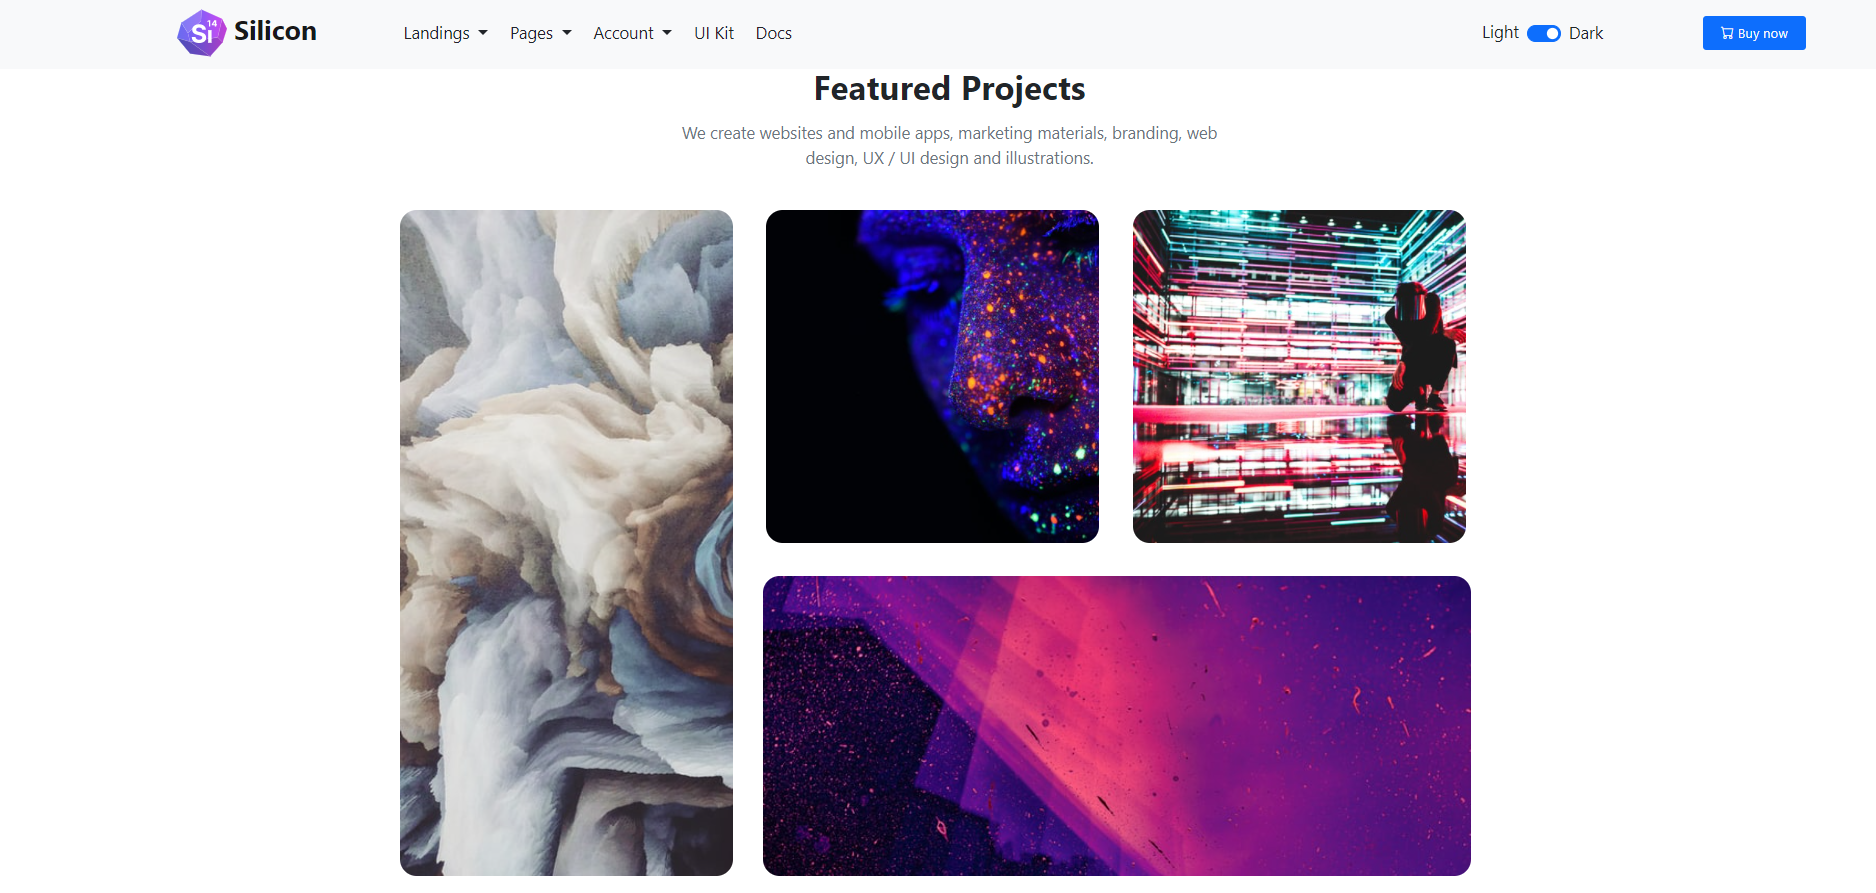 Si 14 Silicon
Landings Pages Account UI Kit Docs
Light Dark
Buy now
Featured Projects
We create websites and mobile apps, marketing materials, branding, web
design, UX / UI design and illustrations.